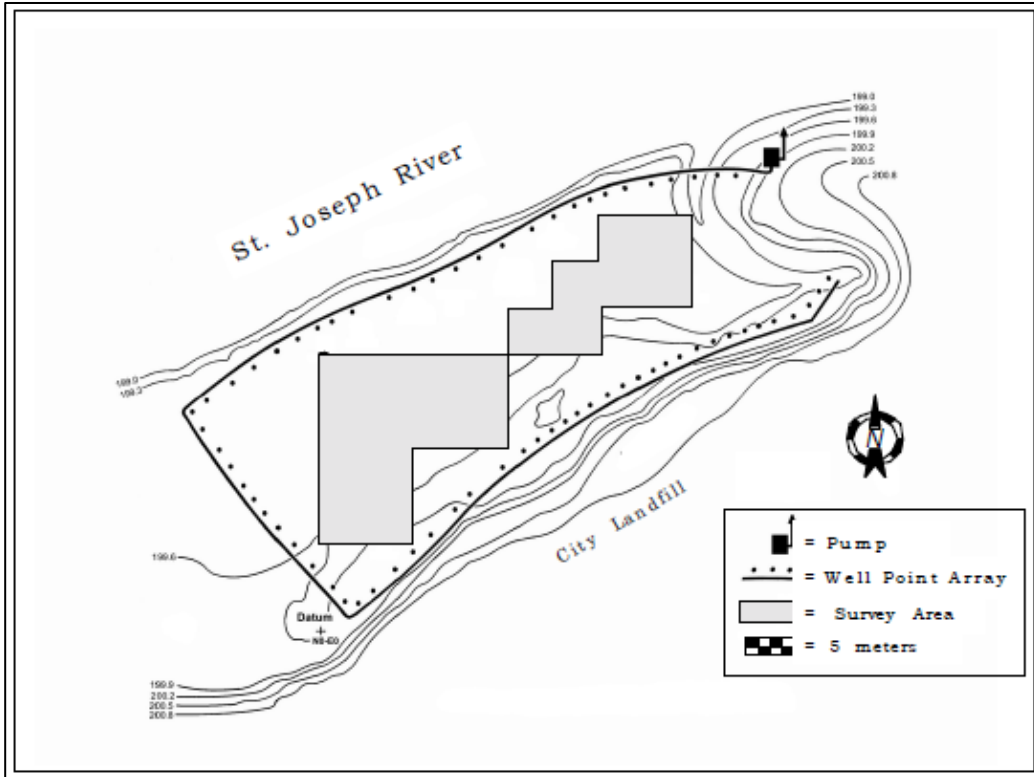 199.0
199.3
199.6
199.9
200.2
200.5
200.8
St. Joseph River
199.0
199.3
N
City Landfill
= Pump
= Well Point Array
= Survey Area
= 5 meters
199.6
Datum
+
N0-E0
199.9
200.2
200.5
200.8